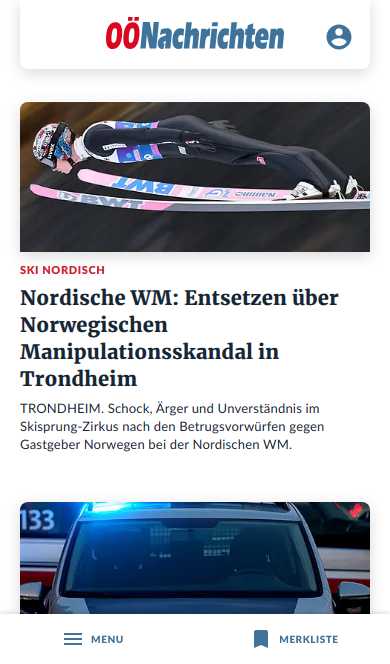 OÖNachrichten
BWT
BWT
SKI NORDISCH
Nordische WM: Entsetzen über
Norwegischen
Manipulationsskandal in
Trondheim
TRONDHEIM. Schock, Ärger und Unverständnis im
Skisprung-Zirkus nach den Betrugsvorwürfen gegen
Gastgeber Norwegen bei der Nordischen WM.
133
MENU
MERKLISTE